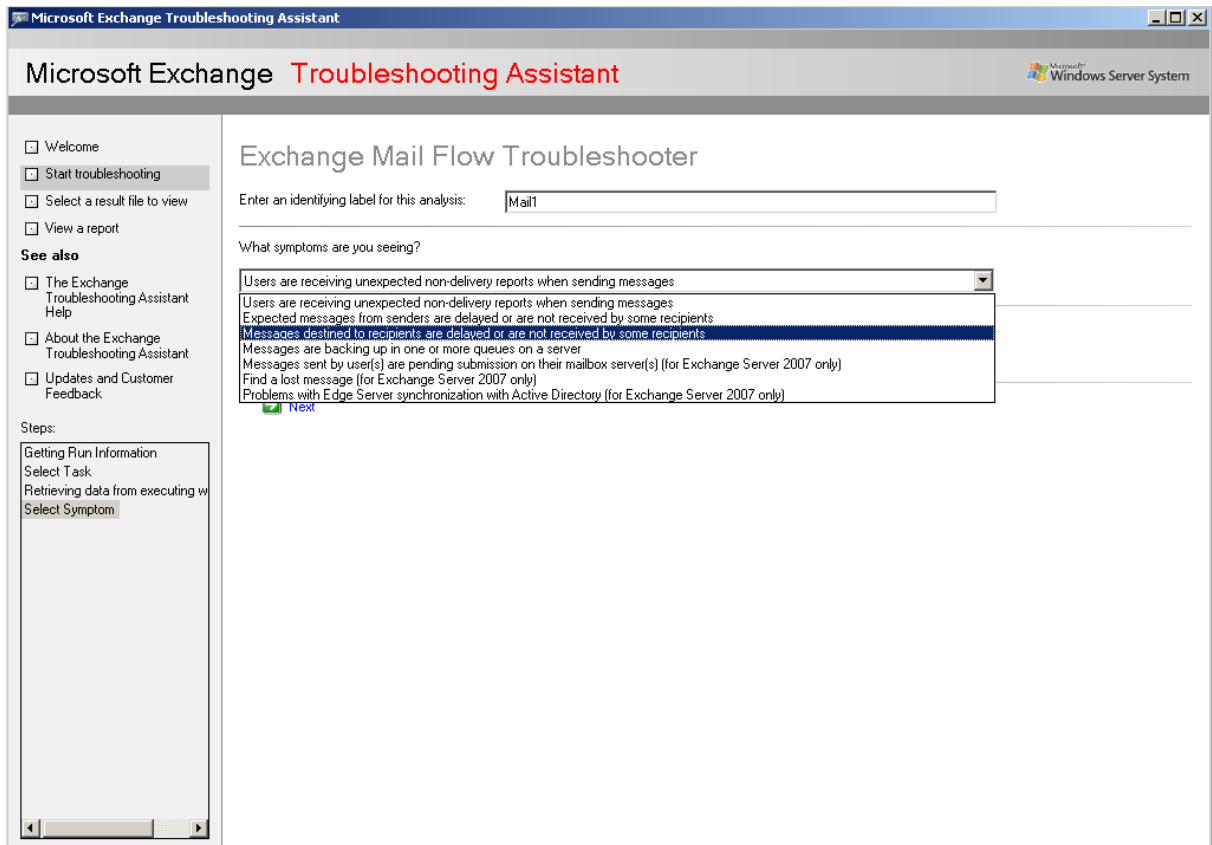 Microsoft Exchange Troubleshooting Assistant
Microsoft Exchange Troubleshooting Assistant
Microsoft
Windows Server System
Welcome
Start troubleshooting
Select a result file to view
View a report
See also
The Exchange
Troubleshooting Assistant
Help
About the Exchange
Troubleshooting Assistant
Updates and Customer
Feedback
Steps:
Getting Run Information
Select Task
Retrieving data from executing w
Select Symptom
Exchange Mail Flow Troubleshooter
Enter an identifying label for this analysis:
Mail1
What symptoms are you seeing?
Users are receiving unexpected non-delivery reports when sending messages
Users are receiving unexpected non-delivery reports when sending messages
Expected messages from senders are delayed or are not received by some recipients
Messages destined to recipients are delayed or are not received by some recipients
Messages are backing up in one or more queues on a server
Messages sent by user(s) are pending submission on their mailbox server(s) (for Exchange Server 2007 only)
Find a lost message (for Exchange Server 2007 only)
Problems with Edge Server synchronization with Active Directory (for Exchange Server 2007 only)
Next